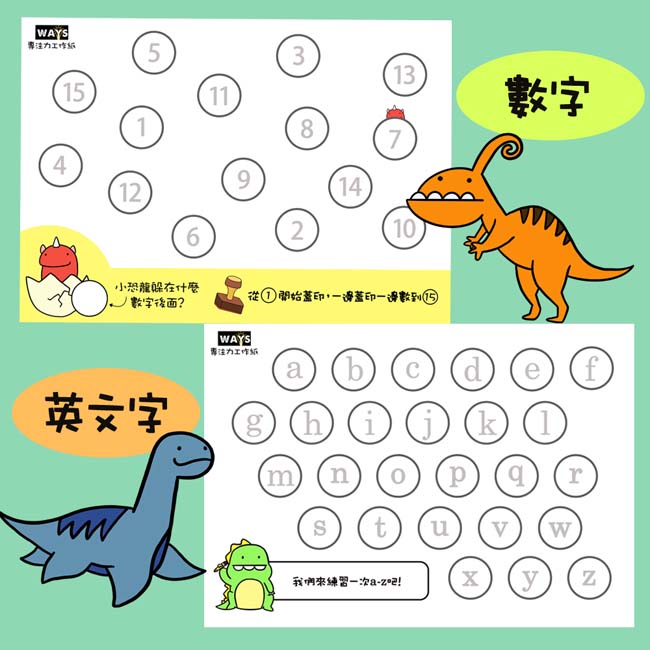 WAYS
專注力工作紙
5
3
13
15
11
1
8
7
4
9
14
12
6
2
10
小恐龍躲在什麼
數字後面?
從①開始蓋印,一邊蓋印一邊數到⑮
數字
WAYS
專注力工作紙
a b c d e f
g h i j k l
m n o p q r
s t u v w
x y z
我們來練習一次a-z吧!
英文字